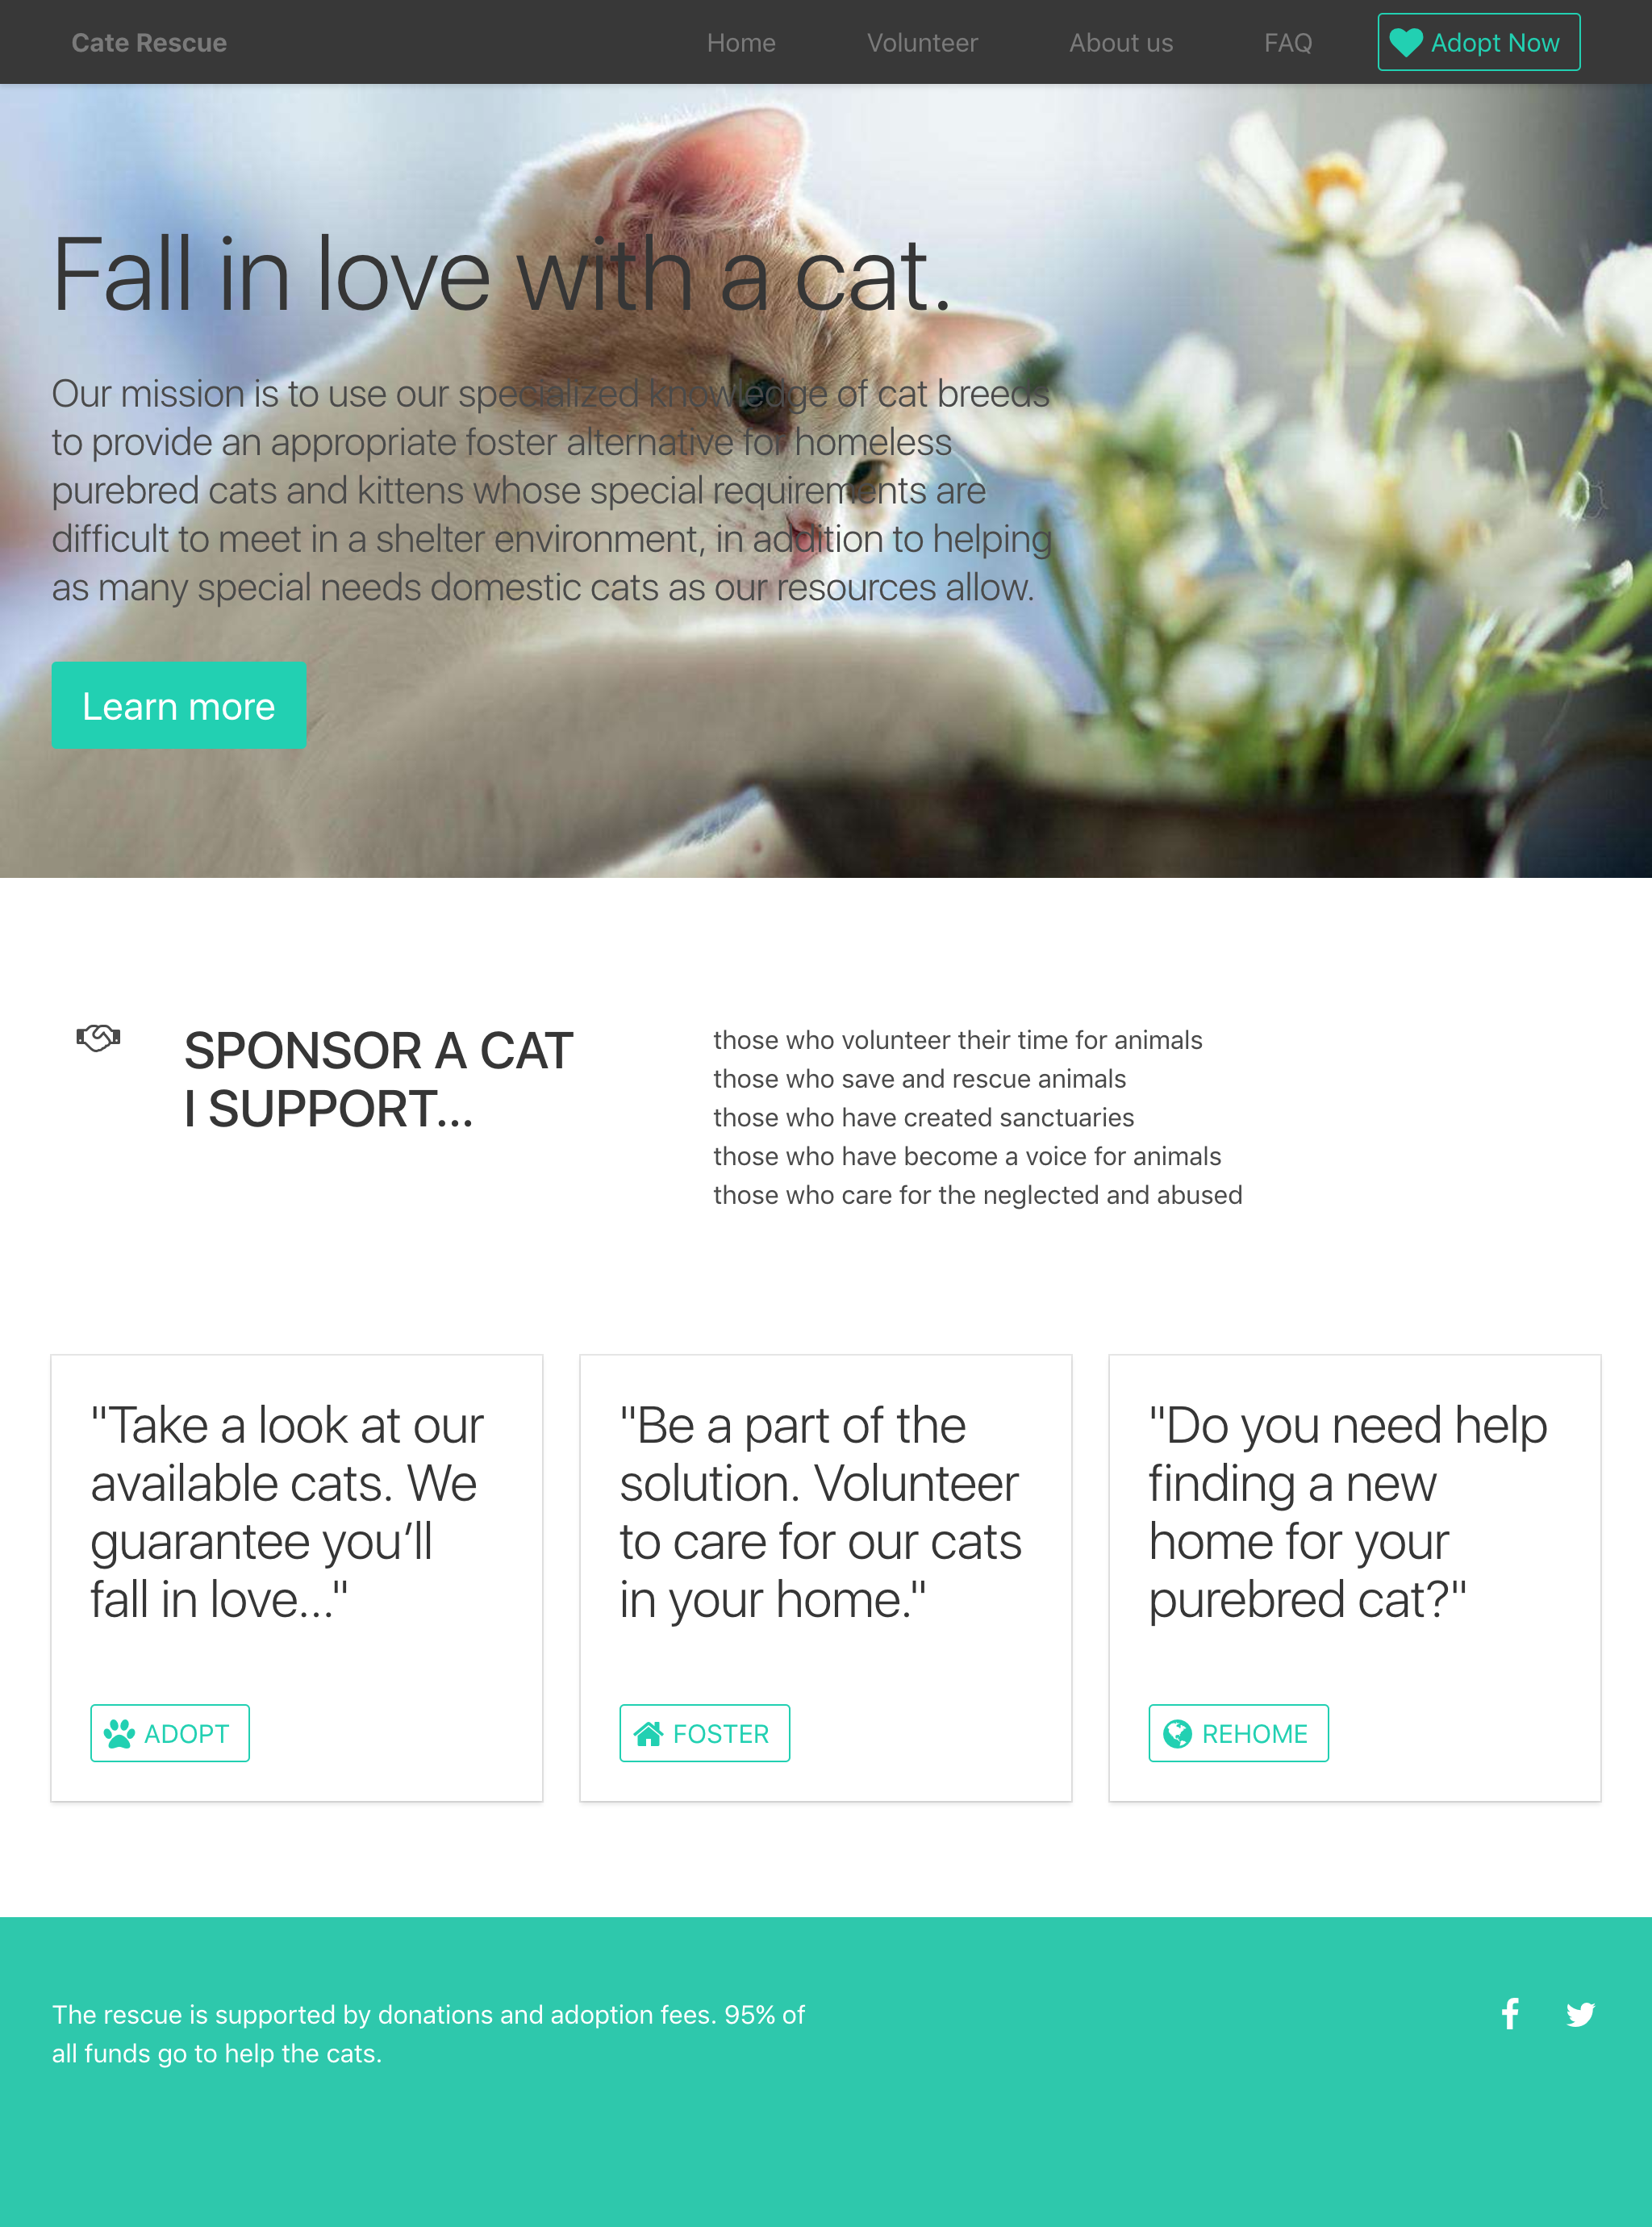 Cate Rescue
Home
Volunteer
About us
FAQ
Adopt Now
Fall in love with a cat.
Our mission is to use our specialized knowledge of cat breeds
to provide an appropriate foster alternative for homeless
purebred cats and kittens whose special requirements are
difficult to meet in a shelter environment, in addition to helping
as many special needs domestic cats as our resources allow.
Learn more
SPONSOR A CAT
I SUPPORT...
those who volunteer their time for animals
those who save and rescue animals
those who have created sanctuaries
those who have become a voice for animals
those who care for the neglected and abused
"Take a look at our
available cats. We
guarantee you’ll
fall in love..."
ADOPT
"Be a part of the
solution. Volunteer
to care for our cats
in your home."
FOSTER
"Do you need help
finding a new
home for your
purebred cat?"
REHOME
The rescue is supported by donations and adoption fees. 95% of
all funds go to help the cats.